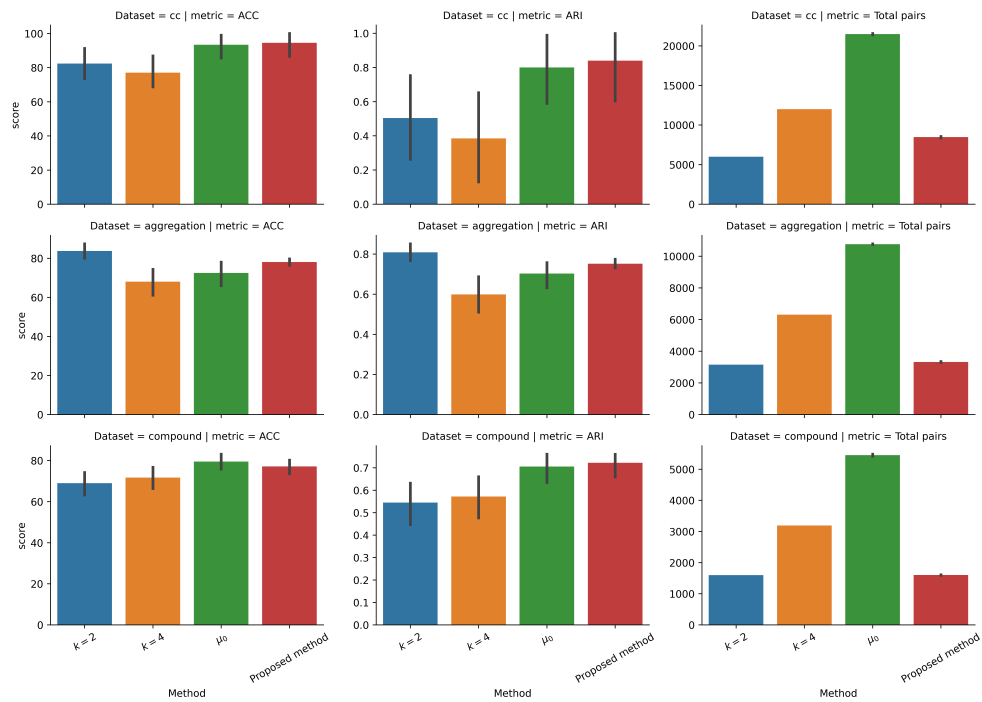 Dataset = cc | metric = ACC
Dataset = cc | metric = ARI
Dataset = cc | metric = Total pairs
score
100
80
60
40
20
0
1.0
0.8
0.6
0.4
0.2
0.0
20000
15000
10000
5000
0
Dataset = aggregation | metric = ACC
Dataset = aggregation | metric = ARI
Dataset = aggregation | metric = Total pairs
score
80
60
40
20
0
0.8
0.6
0.4
0.2
0.0
10000
8000
6000
4000
2000
0
Dataset = compound | metric = ACC
Dataset = compound | metric = ARI
Dataset = compound | metric = Total pairs
score
80
60
40
20
0
0.7
0.6
0.5
0.4
0.3
0.2
0.1
0.0
5000
4000
3000
2000
1000
0
k = 2
k = 4
μ₀
Proposed method
Method
k = 2
k = 4
μ₀
Proposed method
Method
k = 2
k = 4
μ₀
Proposed method
Method